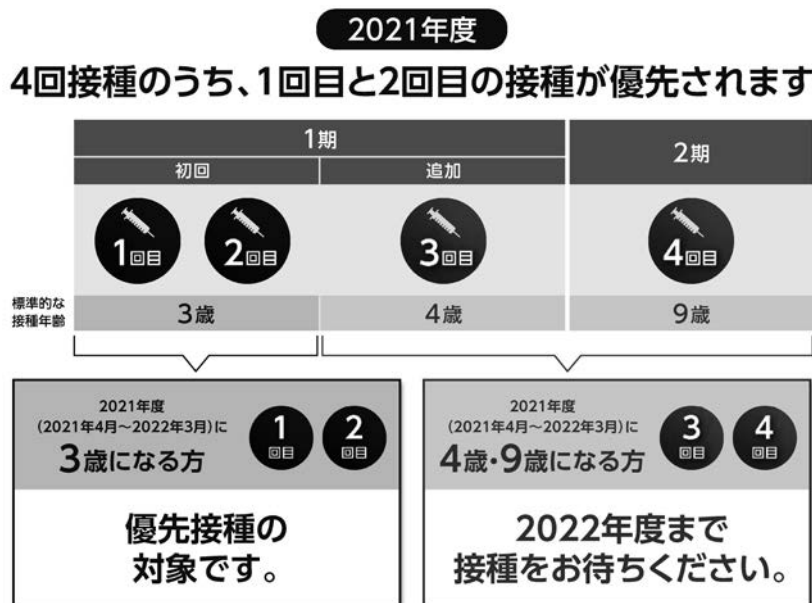 2021年度
4回接種のうち、1回目と2回目の接種が優先されます
1期
2期
初回
追加
1回目
2回目
3回目
4回目
標準的な
接種年齢
3歳
4歳
9歳
2021年度
(2021年4月～2022年3月)に
3歳になる方
1回目
2回目
優先接種の
対象です。
2021年度
(2021年4月～2022年3月)に
4歳・9歳になる方
3回目
4回目
2022年度まで
接種をお待ちください。